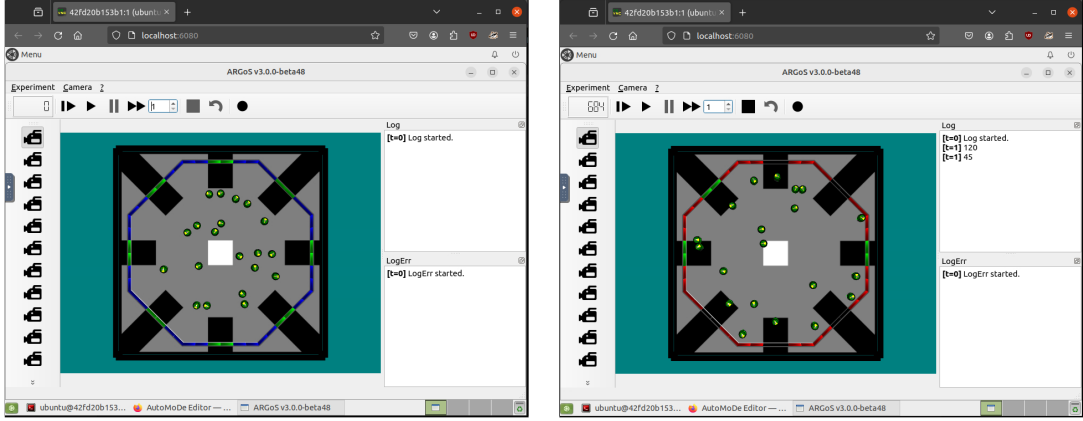 42fd20b153b1:1 (ubuntu
localhost:6080
Menu
ARGoS v3.0.0-beta48
Experiment Camera ?
0
1
Log
[t=0] Log started.
LogErr
[t=0] LogErr started.
ubuntu@42fd20b153...
AutoMoDe Editor — ...
ARGoS v3.0.0-beta48
42fd20b153b1:1 (ubuntu
localhost:6080
Menu
ARGoS v3.0.0-beta48
Experiment Camera ?
684
1
Log
[t=0] Log started.
[t=1] 120
[t=1] 45
LogErr
[t=0] LogErr started.
ubuntu@42fd20b153...
AutoMoDe Editor — ...
ARGoS v3.0.0-beta48